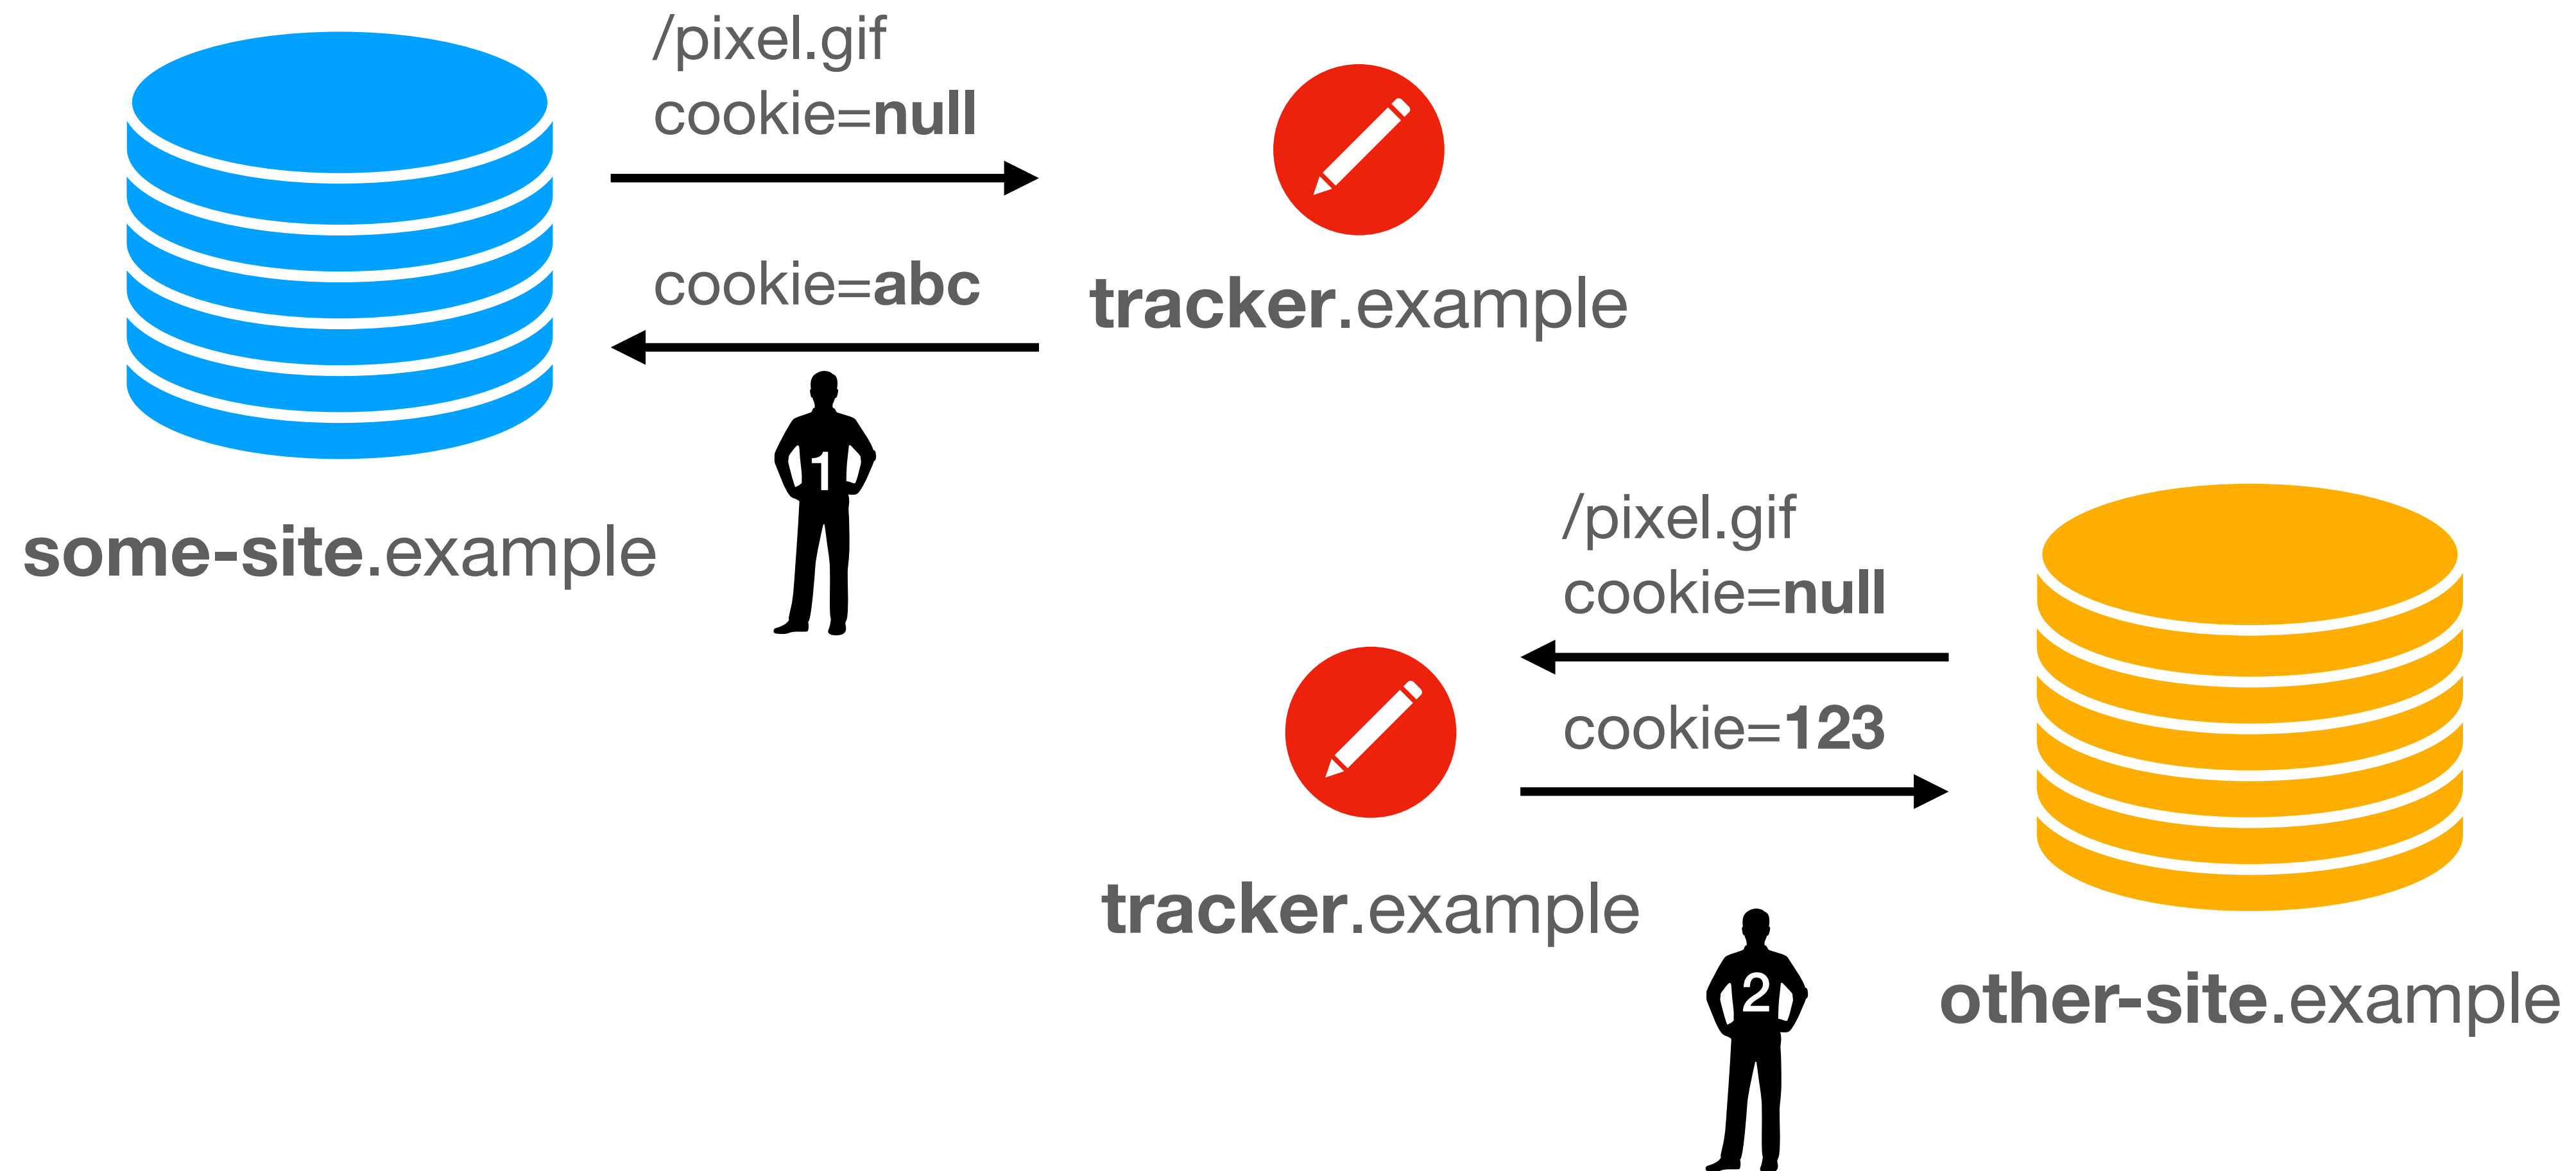 /pixel.gif
cookie=null
cookie=abc
tracker.example
1
some-site.example
/pixel.gif
cookie=null
cookie=123
tracker.example
2
other-site.example